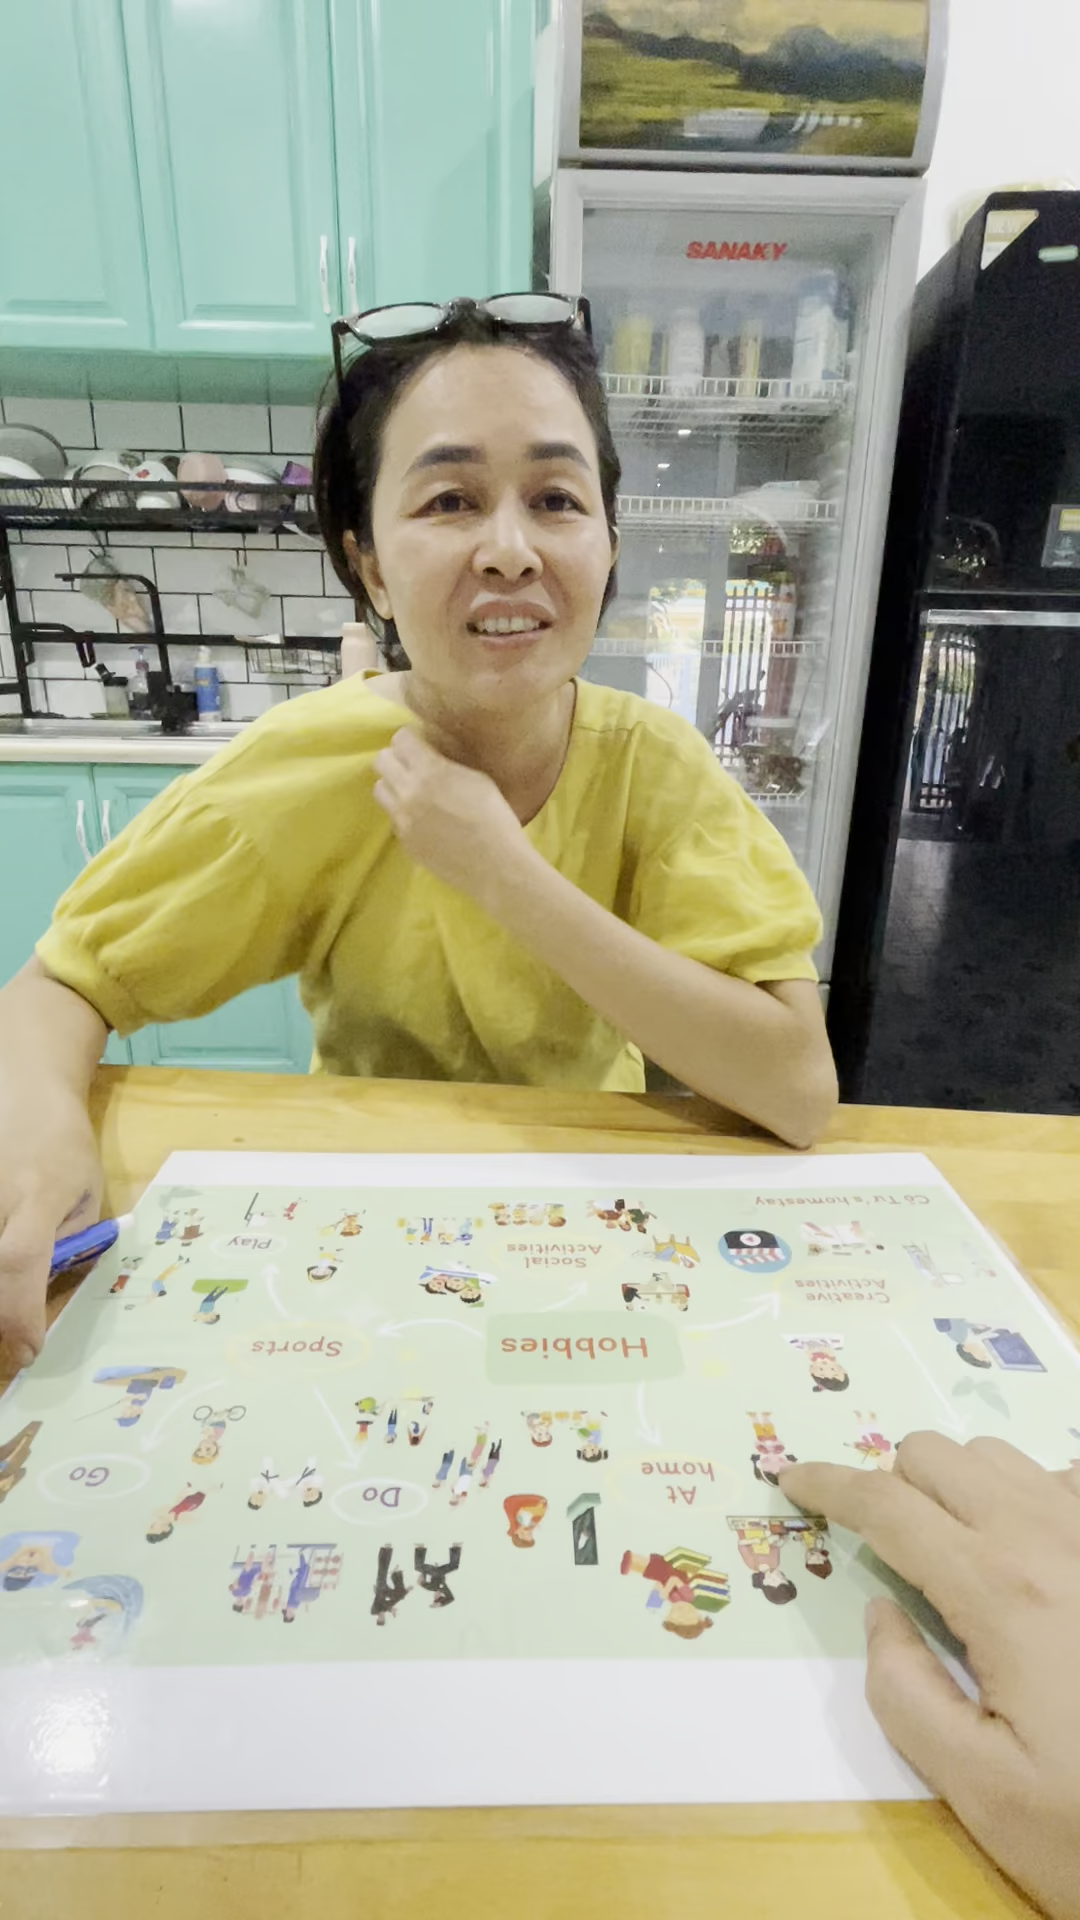 SANAKY
Cô Tư's homestay
Play
Social
Activities
Creative
Activities
Sports
Hobbies
Go
Do
At
home